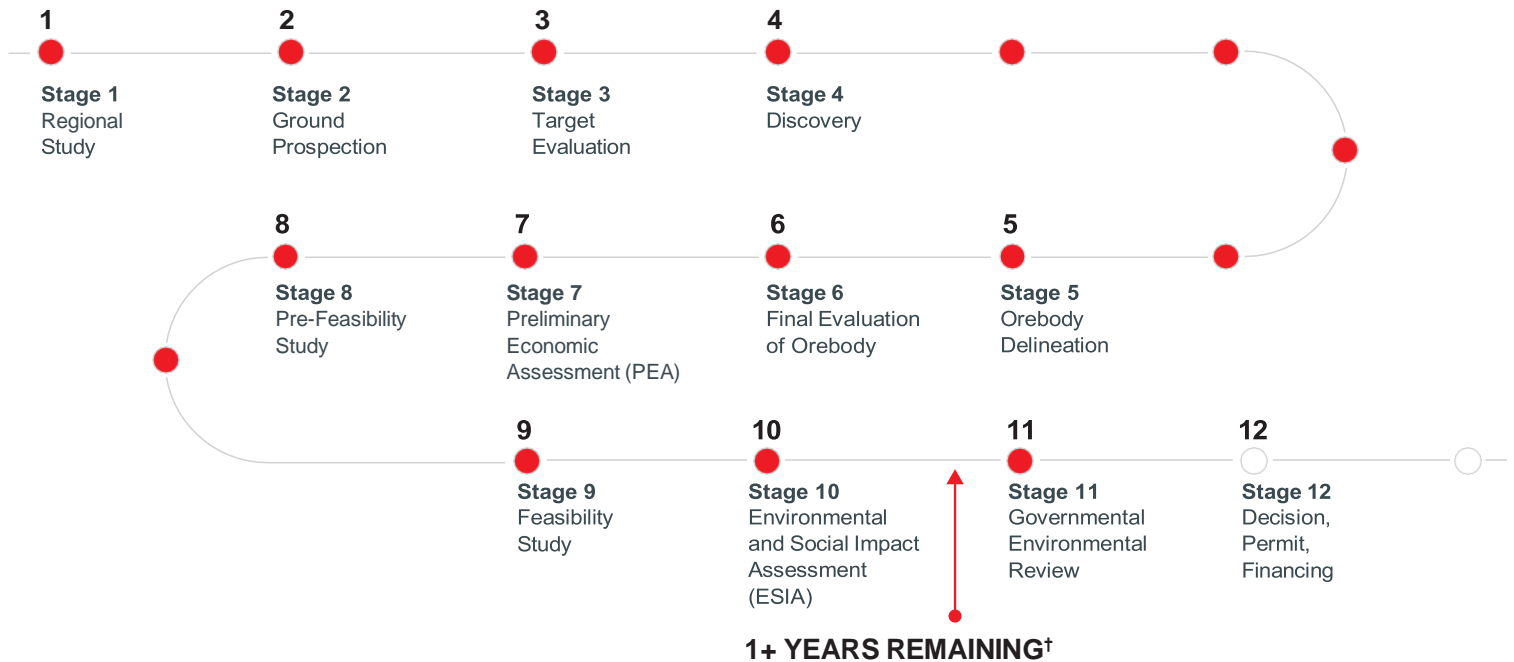 1
Stage 1
Regional
Study
2
Stage 2
Ground
Prospection
3
Stage 3
Target
Evaluation
4
Stage 4
Discovery
5
Stage 5
Orebody
Delineation
6
Stage 6
Final Evaluation
of Orebody
7
Stage 7
Preliminary
Economic
Assessment (PEA)
8
Stage 8
Pre-Feasibility
Study
9
Stage 9
Feasibility
Study
10
Stage 10
Environmental
and Social Impact
Assessment
(ESIA)
11
Stage 11
Governmental
Environmental
Review
12
Stage 12
Decision,
Permit,
Financing
1+ YEARS REMAINING†